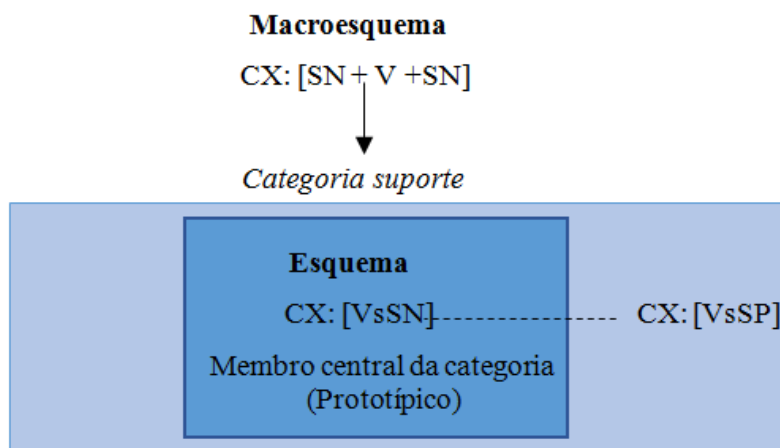 Macroesquema
CX: [SN + V +SN]
Categoria suporte
Esquema
CX: [VsSN]
CX: [VsSP]
Membro central da categoria
(Prototípico)